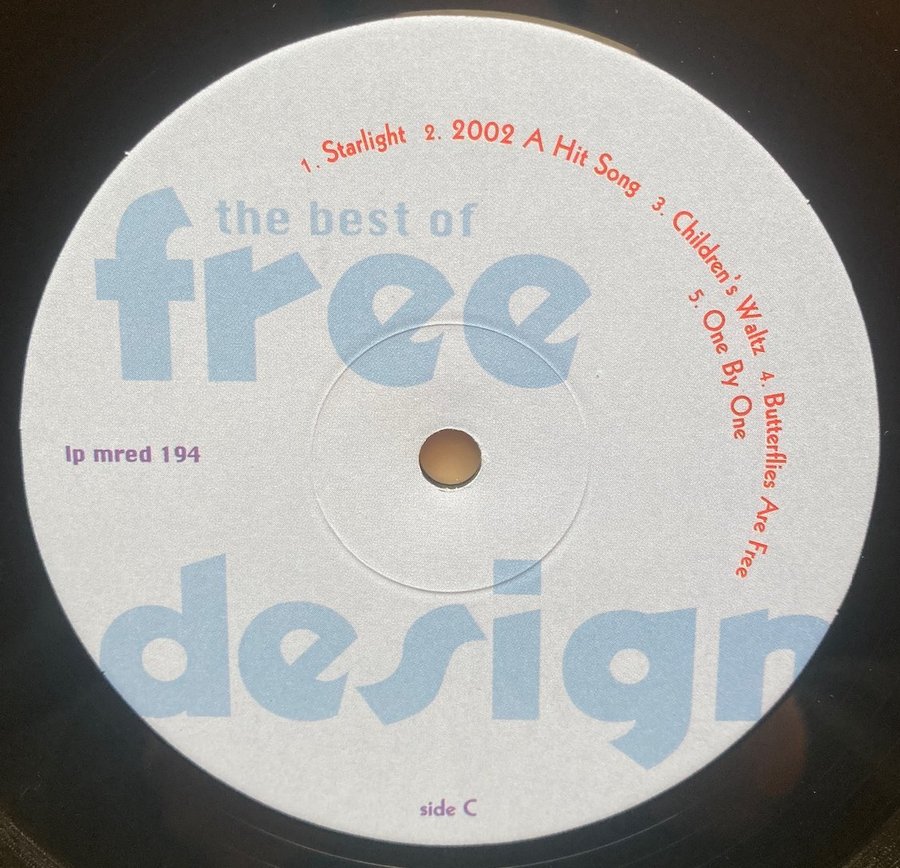 1. Starlight 2. 2002 A Hit Song 3. Children's Waltz 4. Butterflies Are Free
5. One By One
the best of
free
lp mred 194
design
side C